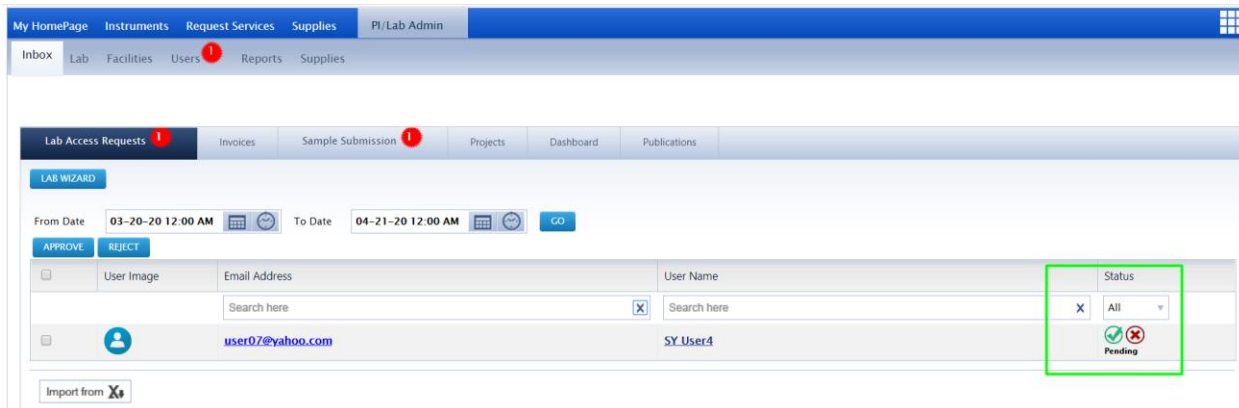 My HomePage Instruments Request Services Supplies PI/Lab Admin
Inbox Lab Facilities Users 1 Reports Supplies
Lab Access Requests 1 Invoices Sample Submission 1 Projects Dashboard Publications
LAB WIZARD
From Date 03-20-20 12:00 AM To Date 04-21-20 12:00 AM GO
APPROVE REJECT
User Image Email Address User Name Status
Search here X Search here X All
user07@yahoo.com SY User4
Pending
Import from X